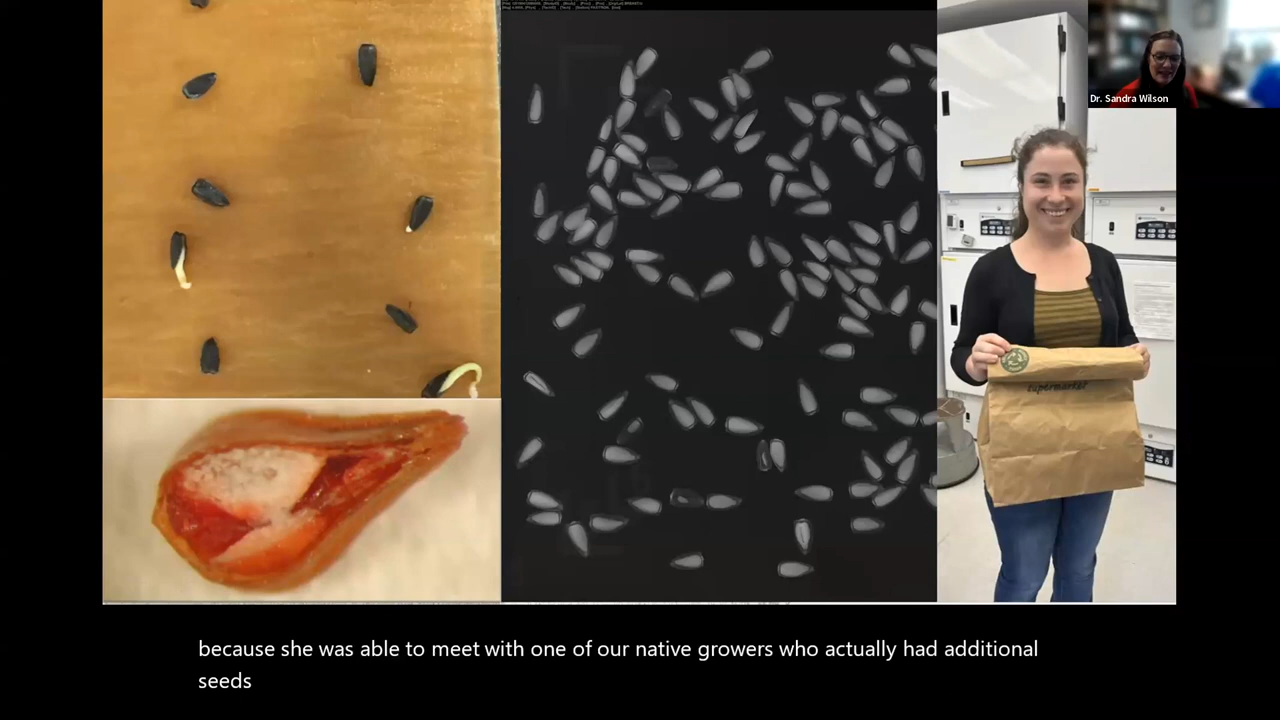 Dr. Sandra Wilson
supermarket
because she was able to meet with one of our native growers who actually had additional
seeds